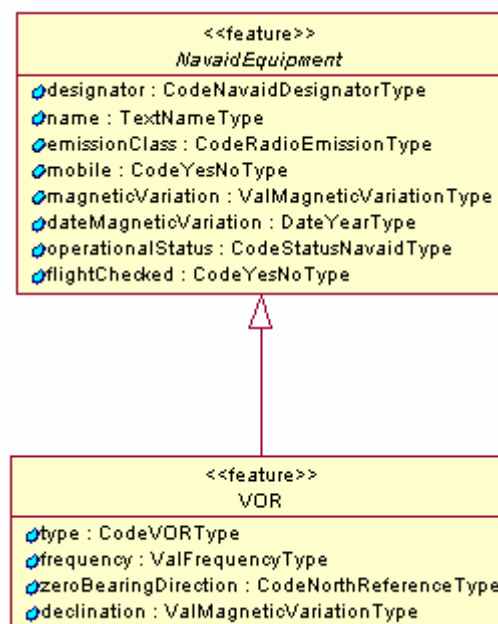 <<feature>>
NavaidEquipment
designator : CodeNavaidDesignatorType
name : TextNameType
emissionClass : CodeRadioEmissionType
mobile : CodeYesNoType
magneticVariation : ValMagneticVariationType
dateMagneticVariation : DateYearType
operationalStatus : CodeStatusNavaidType
flightChecked : CodeYesNoType
<<feature>>
VOR
type : CodeVORType
frequency : ValFrequencyType
zeroBearingDirection : CodeNorthReferenceType
declination : ValMagneticVariationType